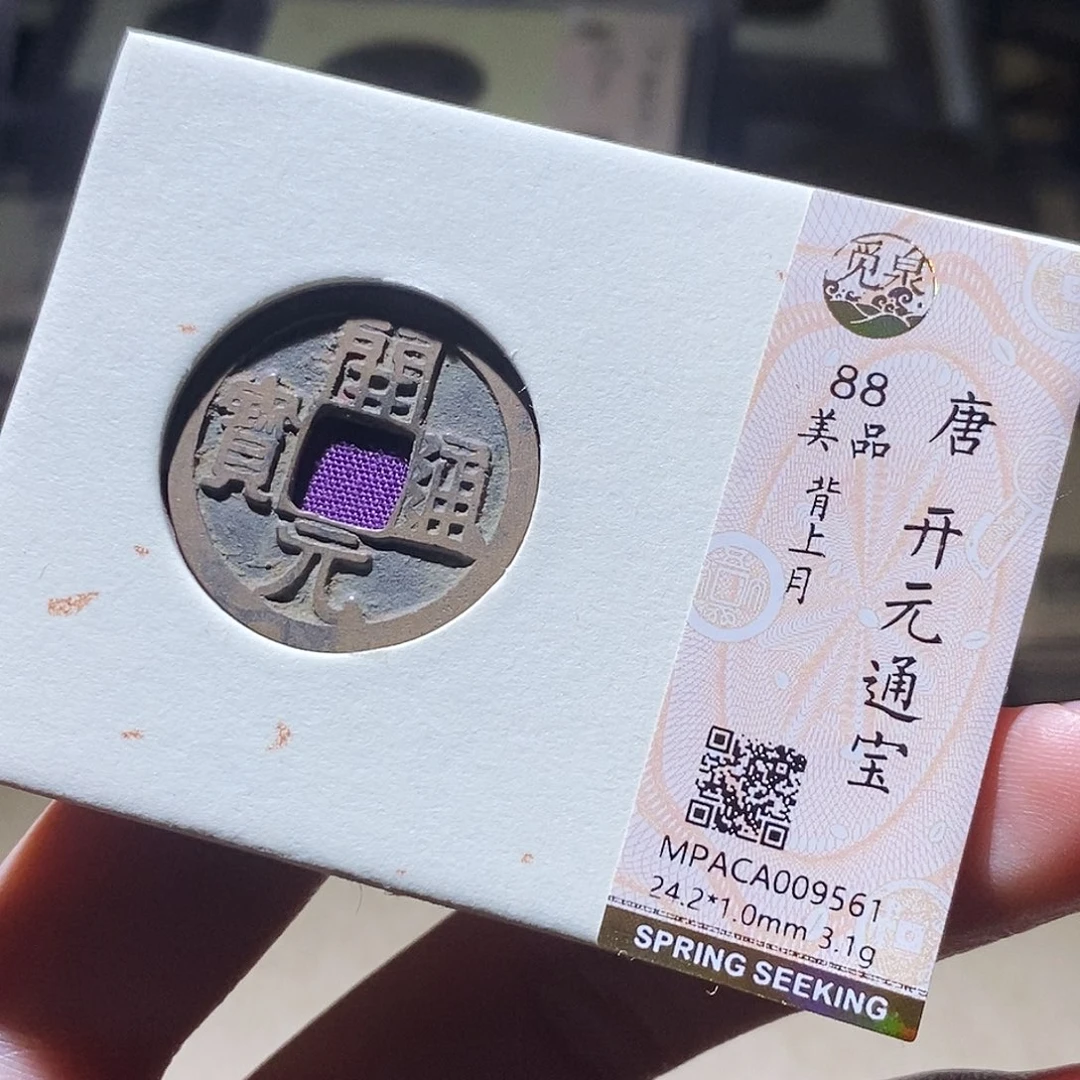 開通元寶
觅泉
唐 开元通宝
88
美品
背上月
MPACA009561
24.2*1.0mm 3.1g
SPRING SEEKING